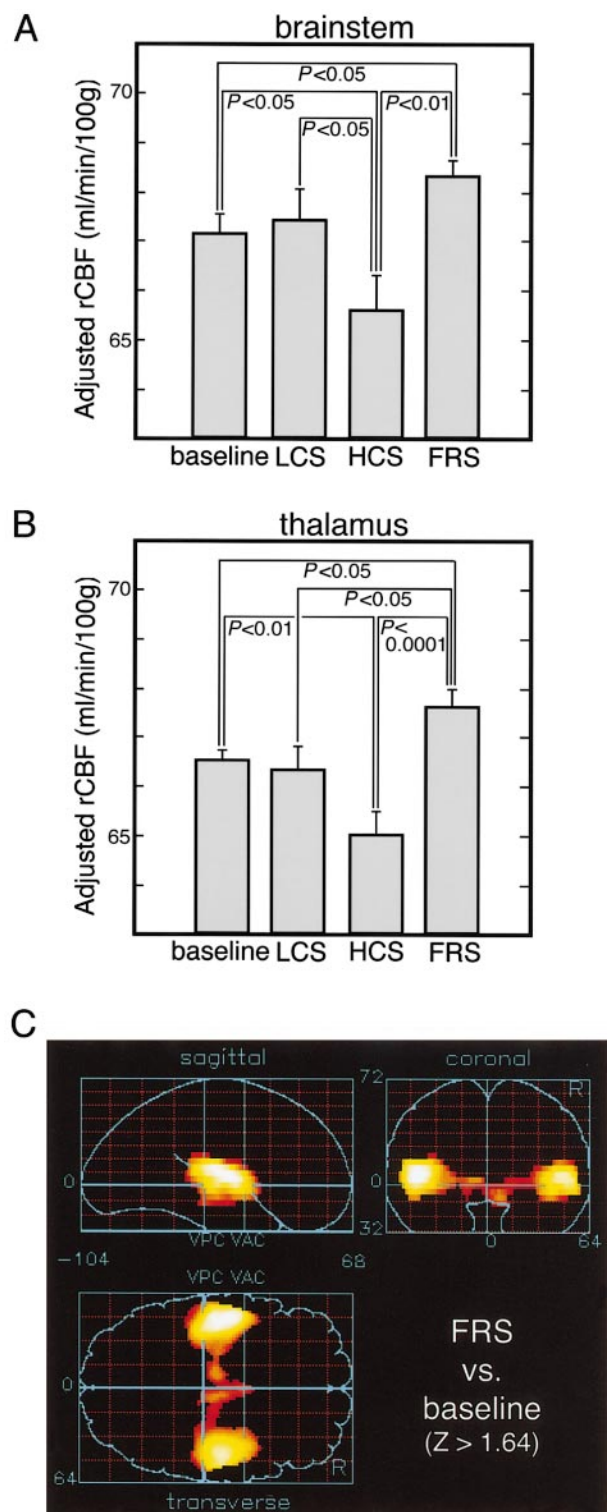 A
brainstem
Adjusted rCBF (ml/min/100g)
70
65
P<0.05
P<0.05
P<0.01
P<0.05
baseline LCS HCS FRS
B
thalamus
Adjusted rCBF (ml/min/100g)
70
65
P<0.05
P<0.05
P<0.01
P<
0.0001
baseline LCS HCS FRS
C
sagittal
coronal
72
R
0
0
32
VPC VAC
0
64
-104
68
VPC VAC
0
64
R
transverse
FRS
vs.
baseline
(Z > 1.64)